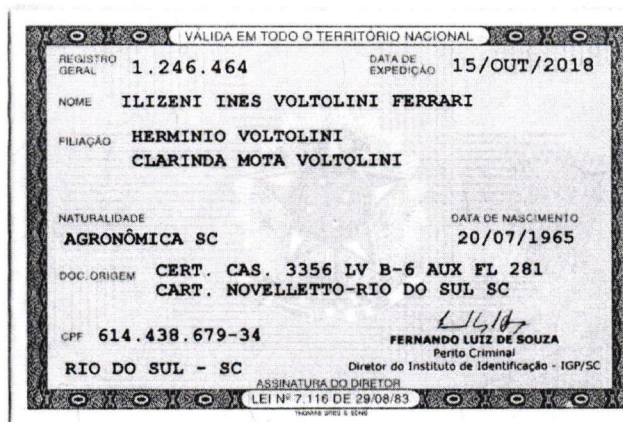 VÁLIDA EM TODO O TERRITÓRIO NACIONAL
REGISTRO GERAL 1.246.464 DATA DE EXPEDIÇÃO 15/OUT/2018
NOME ILIZENI INES VOLTOLINI FERRARI
FILIAÇÃO HERMINIO VOLTOLINI
CLARINDA MOTA VOLTOLINI
NATURALIDADE DATA DE NASCIMENTO
AGRONÔMICA SC 20/07/1965
DOC. ORIGEM CERT. CAS. 3356 LV B-6 AUX FL 281
CART. NOVELLETTO-RIO DO SUL SC
CPF 614.438.679-34
FERNANDO LUIZ DE SOUZA
Perito Criminal
RIO DO SUL - SC Diretor do Instituto de Identificação - IGP/SC
ASSINATURA DO DIRETOR
LEI Nº 7.116 DE 29/08/83
THOMAS GREG & SONS